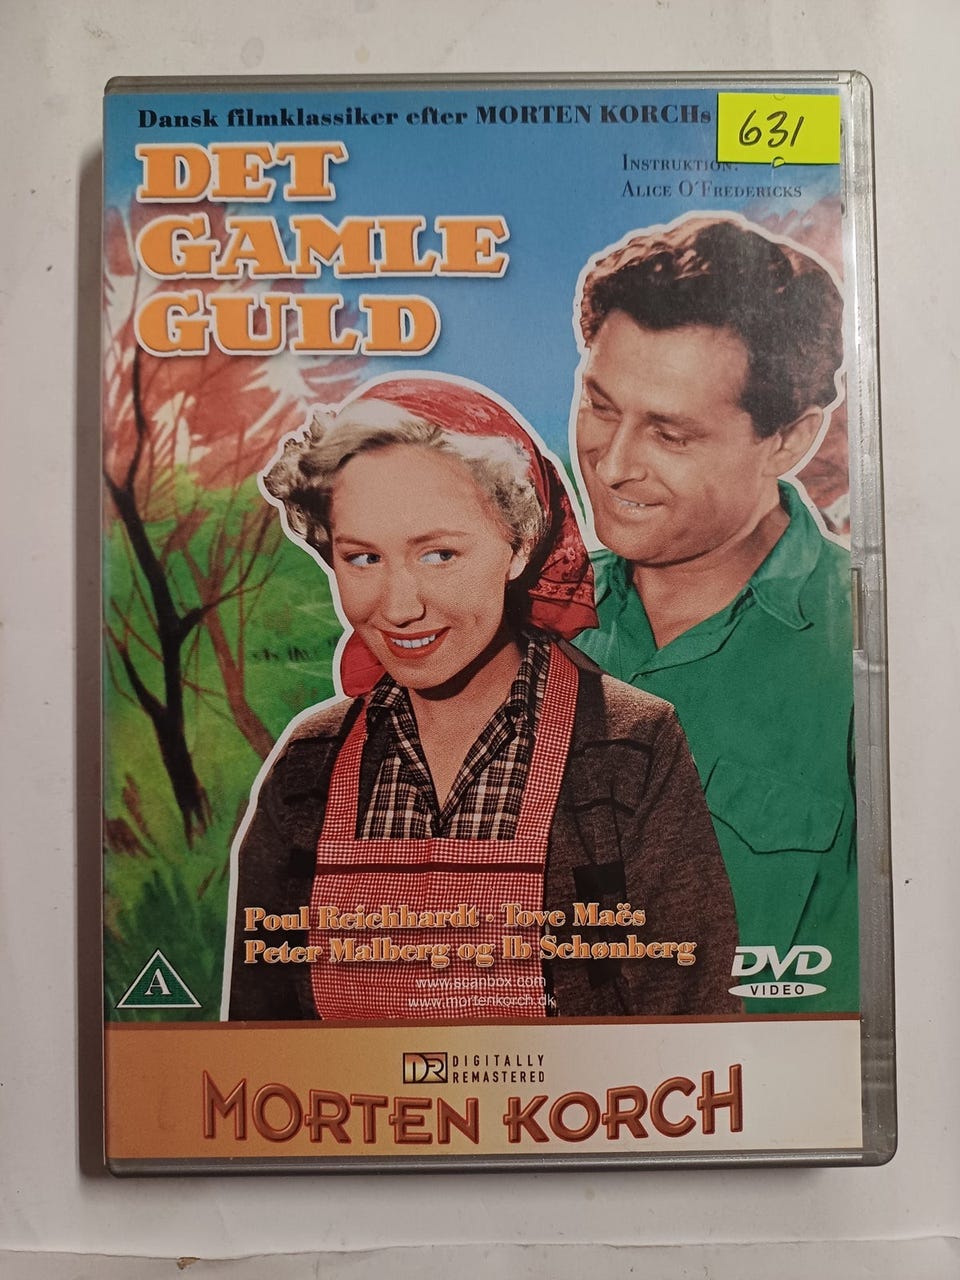 Dansk filmklassiker efter MORTEN KORCHs
631
DET
GAMLE
GULD
INSTRUKTION:
ALICE O´FREDERICKS
Poul Reichhardt · Tove Maës
Peter Malberg og Ib Schønberg
www.scanbox.com
www.mortenkorch.dk
A
DVD
VIDEO
DR DIGITALLY
REMASTERED
MORTEN KORCH